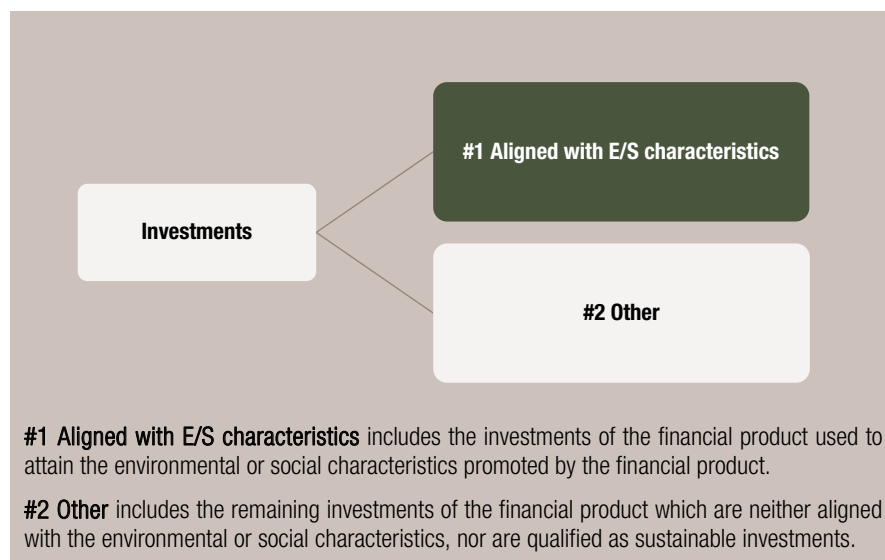 #1 Aligned with E/S characteristics
Investments
#2 Other
#1 Aligned with E/S characteristics includes the investments of the financial product used to
attain the environmental or social characteristics promoted by the financial product.
#2 Other includes the remaining investments of the financial product which are neither aligned
with the environmental or social characteristics, nor are qualified as sustainable investments.